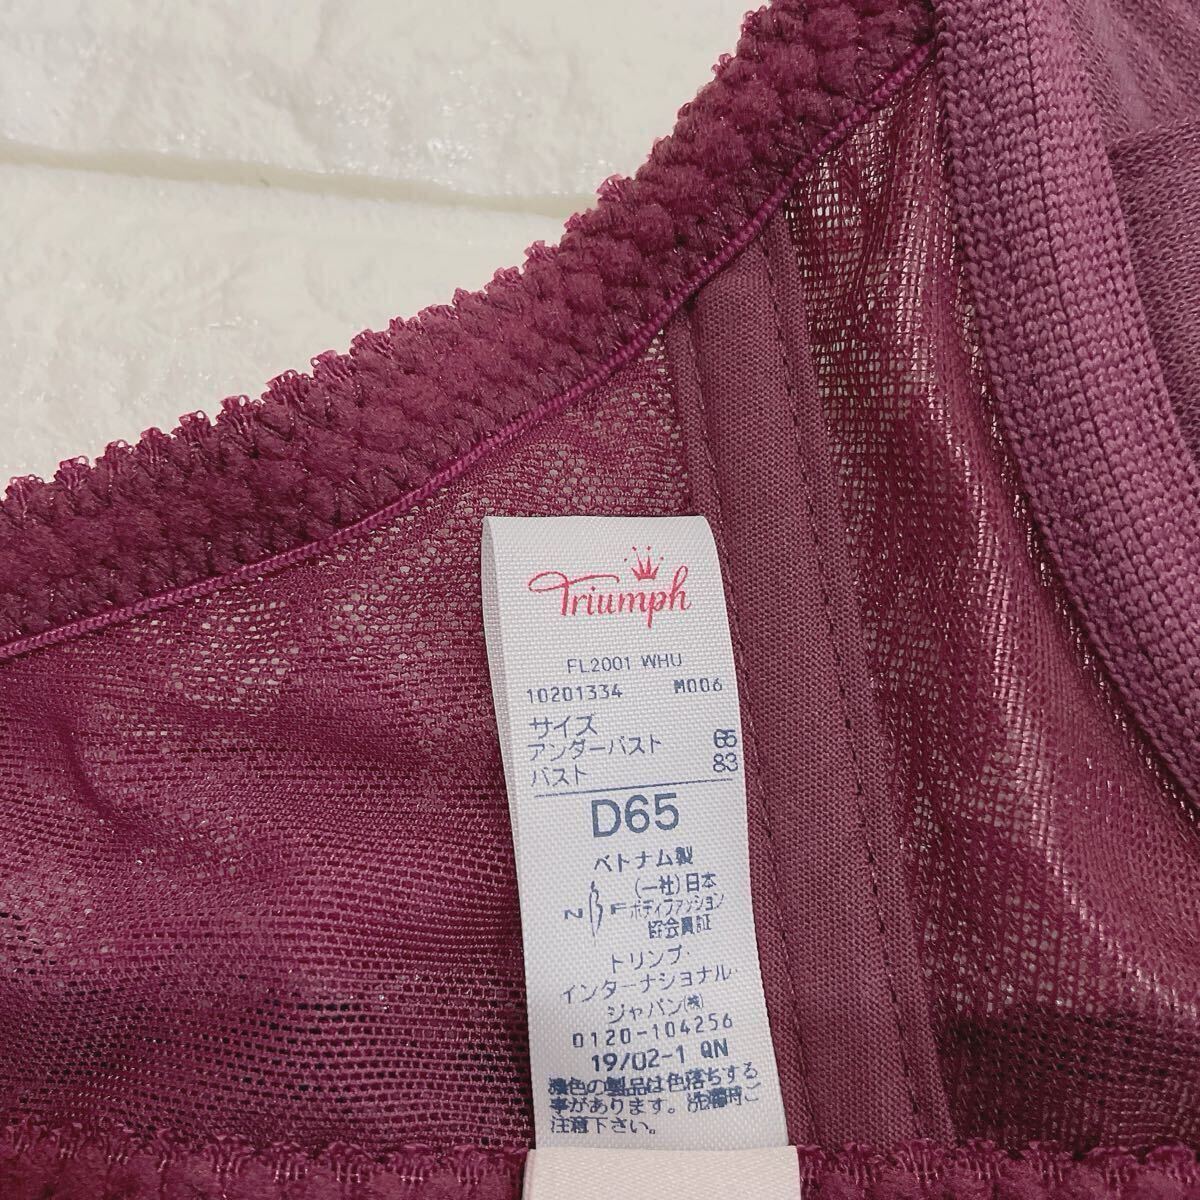 Triumph
FL2001 WHU
10201334 M006
サイズ
アンダーバスト 65
バスト 83
D65
ベトナム製
(一社)日本
NBF ボディファッション
協会員証
トリンプ・
インターナショナル・
ジャパン(株)
0120-104256
19/02-1 QN
濃色の製品は色落ちする
事があります。洗濯時ご
注意下さい。